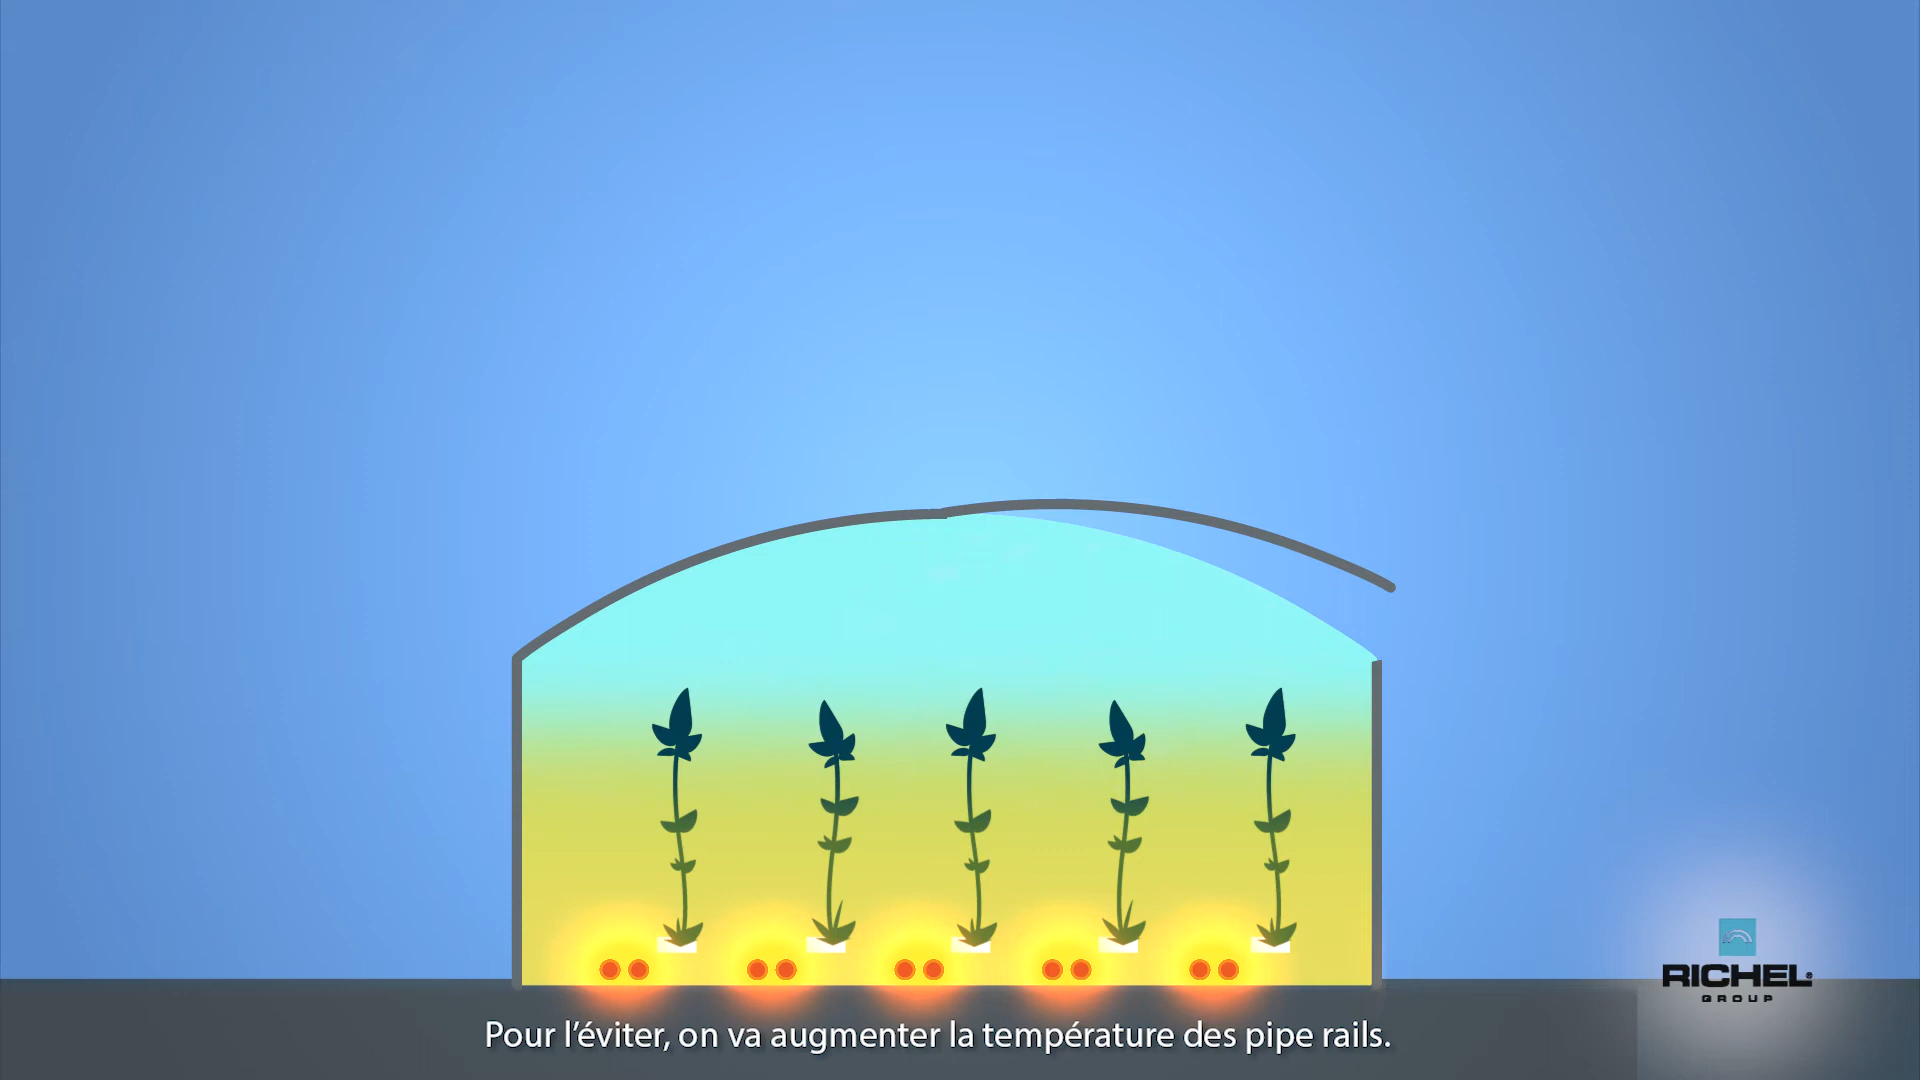 RICHEL
GROUP
Pour l'éviter, on va augmenter la température des pipe rails.